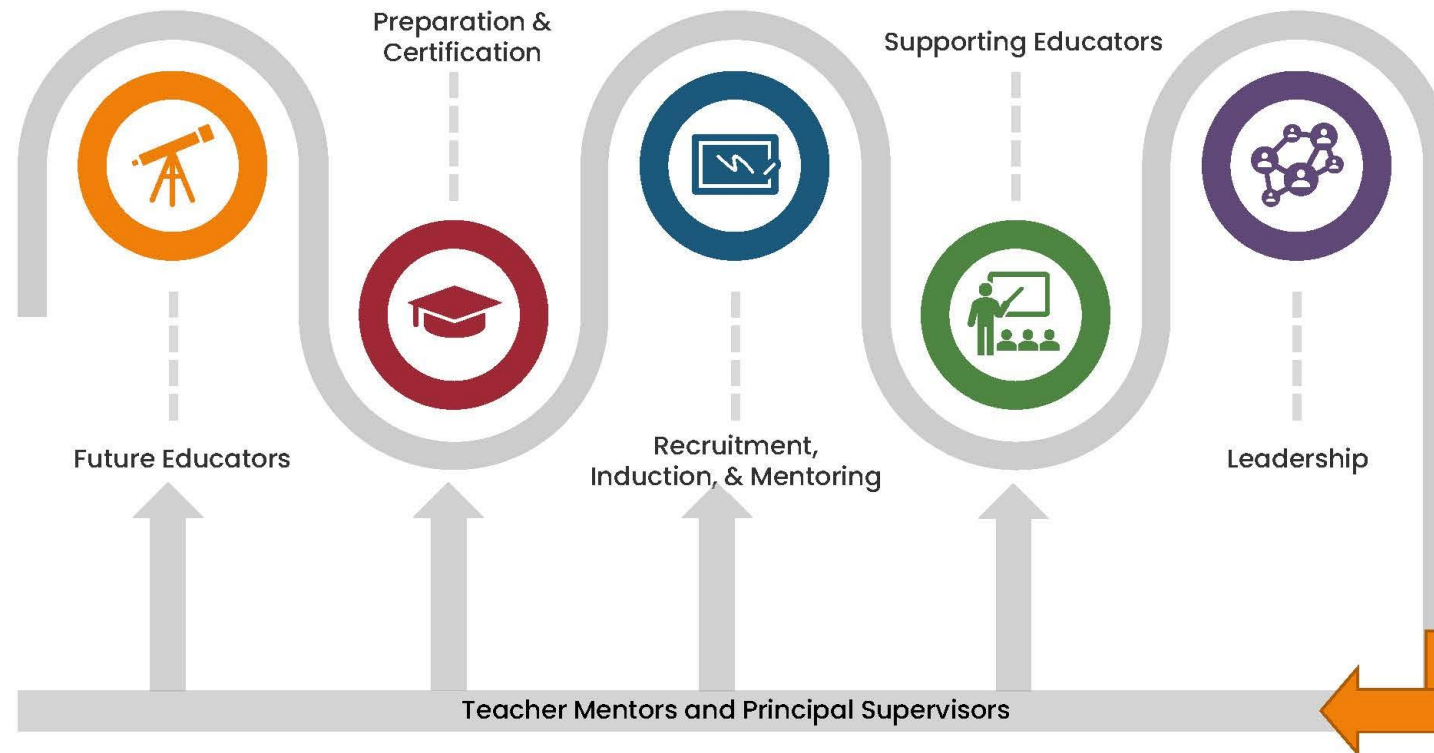 Preparation &
Certification
Supporting Educators
Future Educators
Recruitment,
Induction, & Mentoring
Leadership
Teacher Mentors and Principal Supervisors